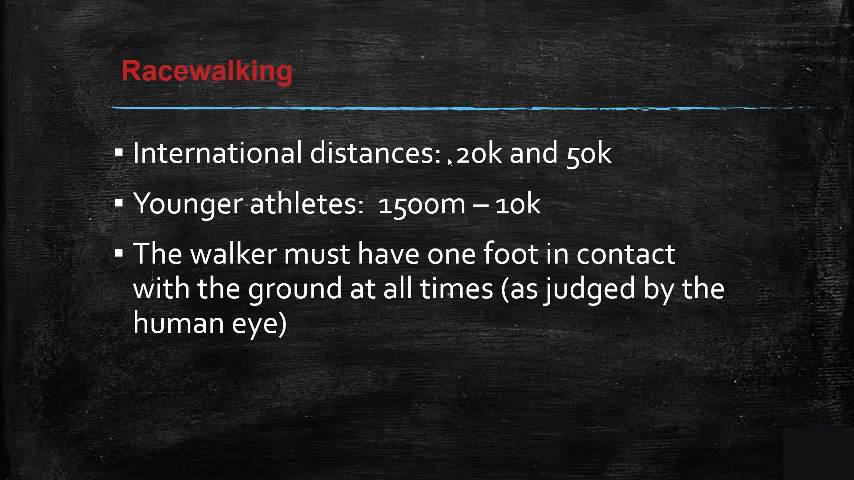 Racewalking
▪ International distances: 20k and 50k
▪ Younger athletes: 1500m – 10k
▪ The walker must have one foot in contact
with the ground at all times (as judged by the
human eye)